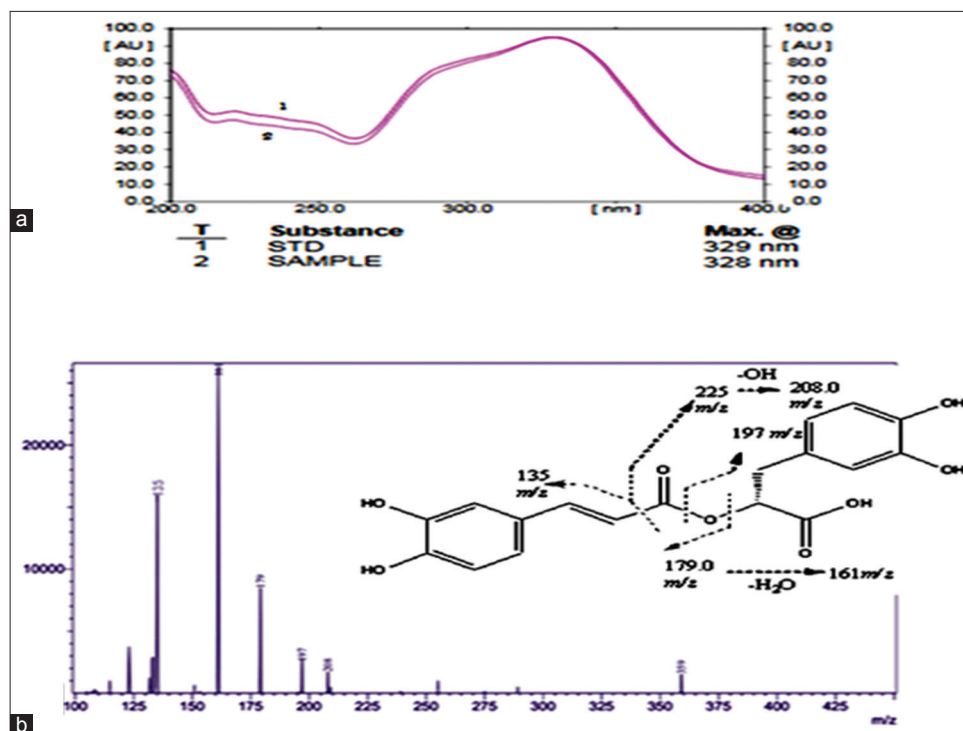 100.0 100.0
[ AU ] [ AU ]
80.0 80.0
70.0 70.0
60.0 60.0
50.0 1 50.0
40.0 2 40.0
30.0 30.0
20.0 20.0
10.0 10.0
0.0 0.0
200.0 250.0 300.0 [ nm ] 400.0
a
T Substance Max. @
1 STD 329 nm
2 SAMPLE 328 nm
-OH
225 208.0
m/z m/z
OH
197 m/z
20000
135
m/z
135
O
OH
HO
O
OH
10000
HO
O
179
179.0 161m/z
m/z -H₂O
197
208
359
100 125 150 175 200 225 250 275 300 325 350 375 400 425 m/z
b